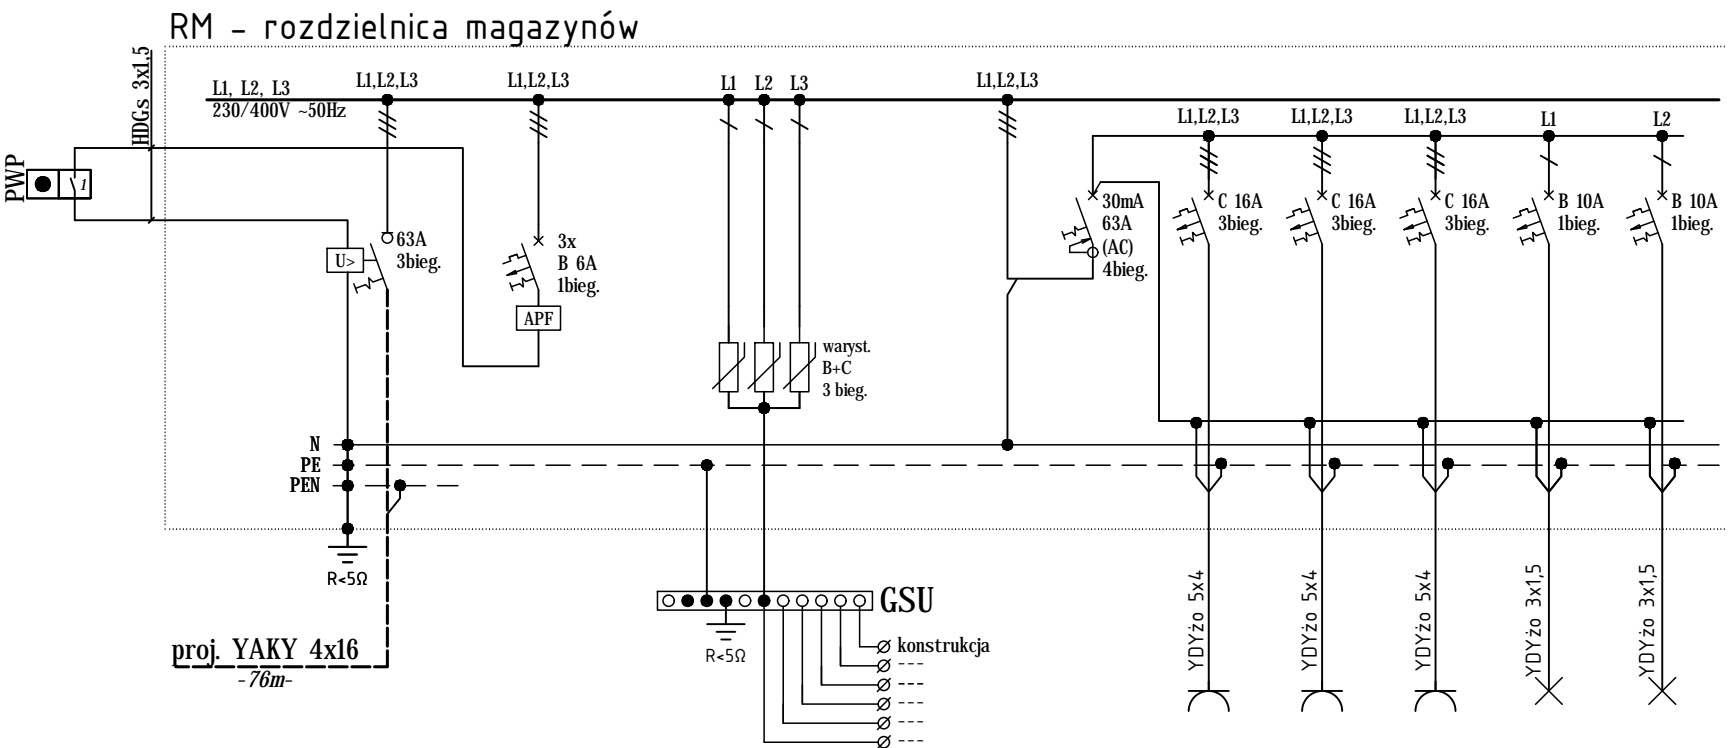 RM - rozdzielnica magazynów
HDGs 3x1,5
L1, L2, L3
230/400V ~50Hz
L1,L2,L3
L1,L2,L3
L1
L2
L3
L1,L2,L3
L1,L2,L3
L1,L2,L3
L1,L2,L3
L1
L2
PWP
1
U>
63A
3bieg.
3x
B 6A
1bieg.
APF
waryst.
B+C
3 bieg.
30mA
63A
(AC)
4bieg.
C 16A
3bieg.
C 16A
3bieg.
C 16A
3bieg.
B 10A
1bieg.
B 10A
1bieg.
N
PE
PEN
R<5Ω
proj. YAKY 4x16
-76m-
GSU
R<5Ω
konstrukcja
---
---
---
---
---
YDYżo 5x4
YDYżo 5x4
YDYżo 5x4
YDYżo 3x1,5
YDYżo 3x1,5